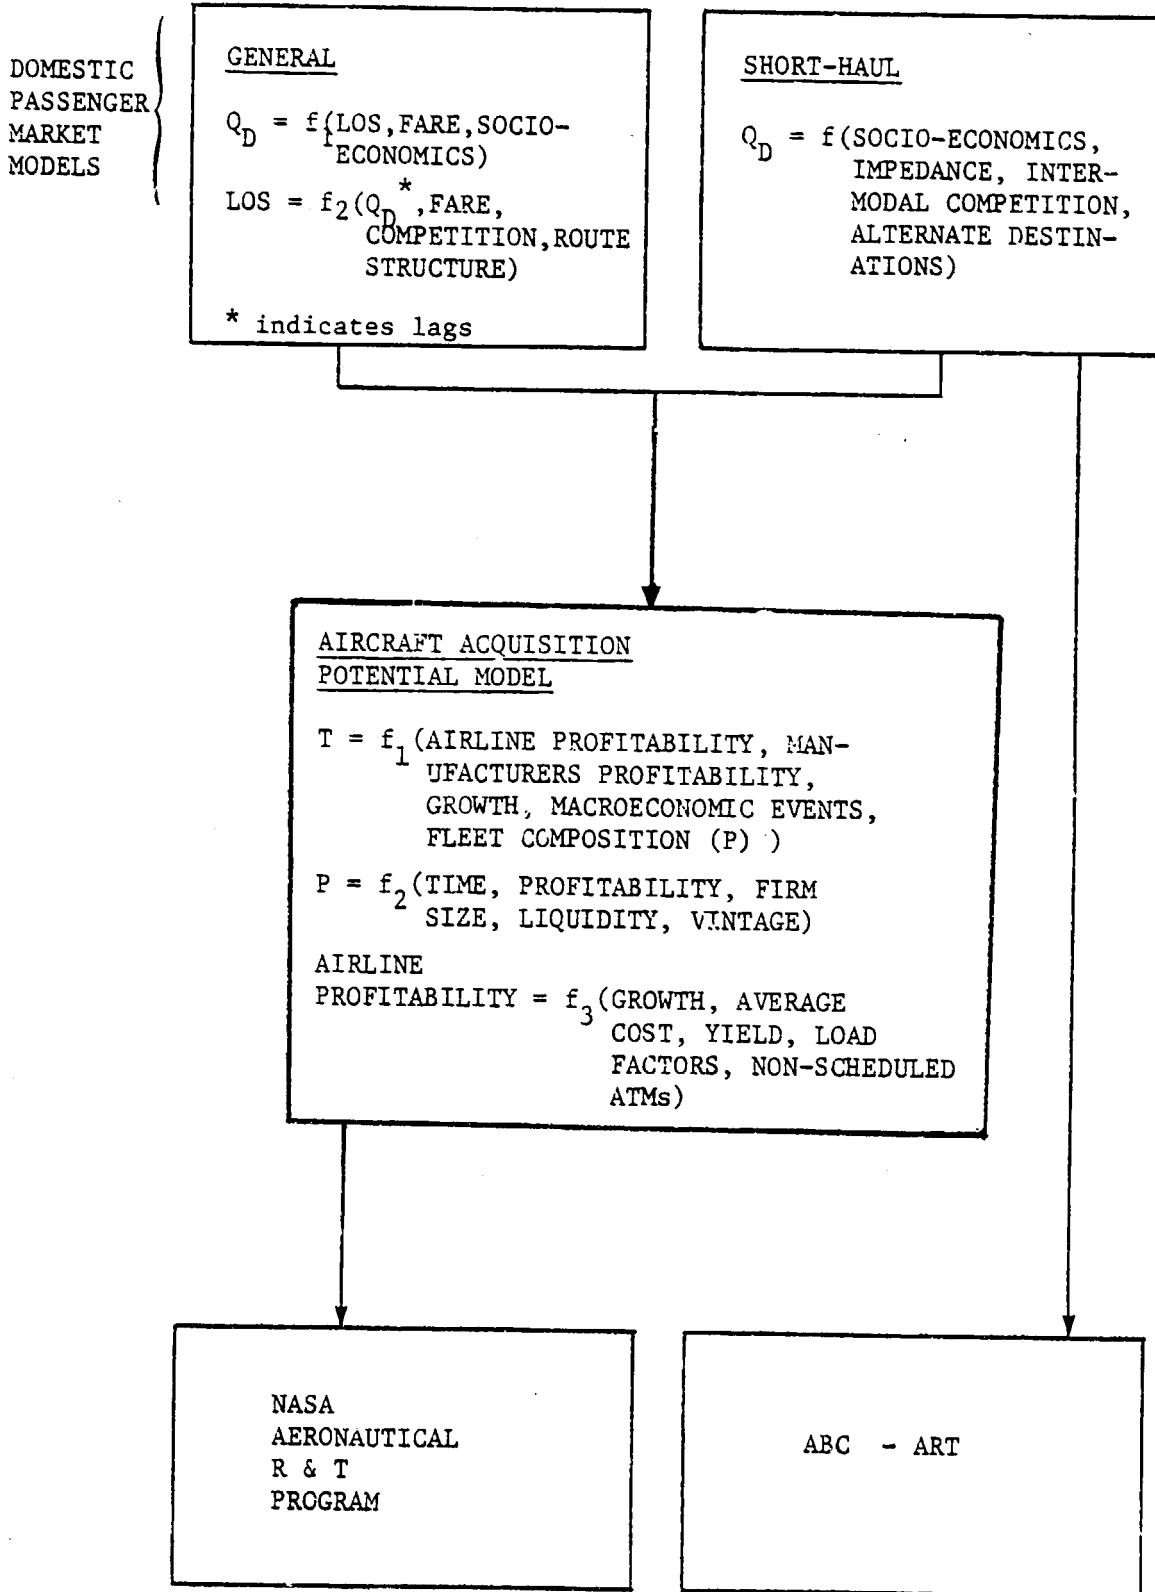 DOMESTIC
PASSENGER
MARKET
MODELS
GENERAL
Q_D = f_1(LOS,FARE,SOCIO-
ECONOMICS)
LOS = f_2(Q_D*,FARE,
COMPETITION,ROUTE
STRUCTURE)
* indicates lags
SHORT-HAUL
Q_D = f(SOCIO-ECONOMICS,
IMPEDANCE, INTER-
MODAL COMPETITION,
ALTERNATE DESTIN-
ATIONS)
AIRCRAFT ACQUISITION
POTENTIAL MODEL
T = f_1(AIRLINE PROFITABILITY, MAN-
UFACTURERS PROFITABILITY,
GROWTH, MACROECONOMIC EVENTS,
FLEET COMPOSITION (P) )
P = f_2(TIME, PROFITABILITY, FIRM
SIZE, LIQUIDITY, VINTAGE)
AIRLINE
PROFITABILITY = f_3(GROWTH, AVERAGE
COST, YIELD, LOAD
FACTORS, NON-SCHEDULED
ATMs)
NASA
AERONAUTICAL
R & T
PROGRAM
ABC - ART